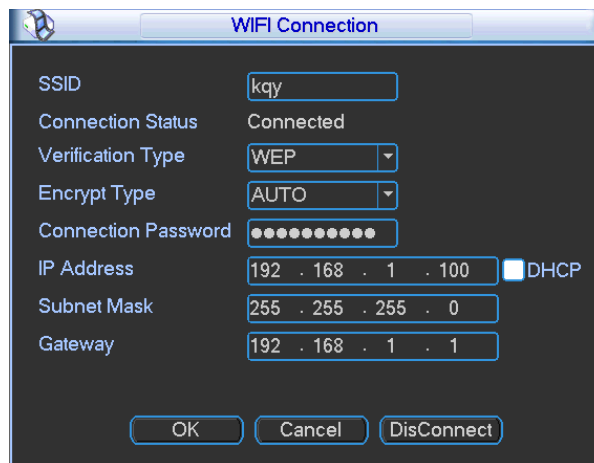 WIFI Connection
SSID kqy
Connection Status Connected
Verification Type WEP
Encrypt Type AUTO
Connection Password ●●●●●●●●●●
IP Address 192 . 168 . 1 . 100 DHCP
Subnet Mask 255 . 255 . 255 . 0
Gateway 192 . 168 . 1 . 1
OK Cancel DisConnect